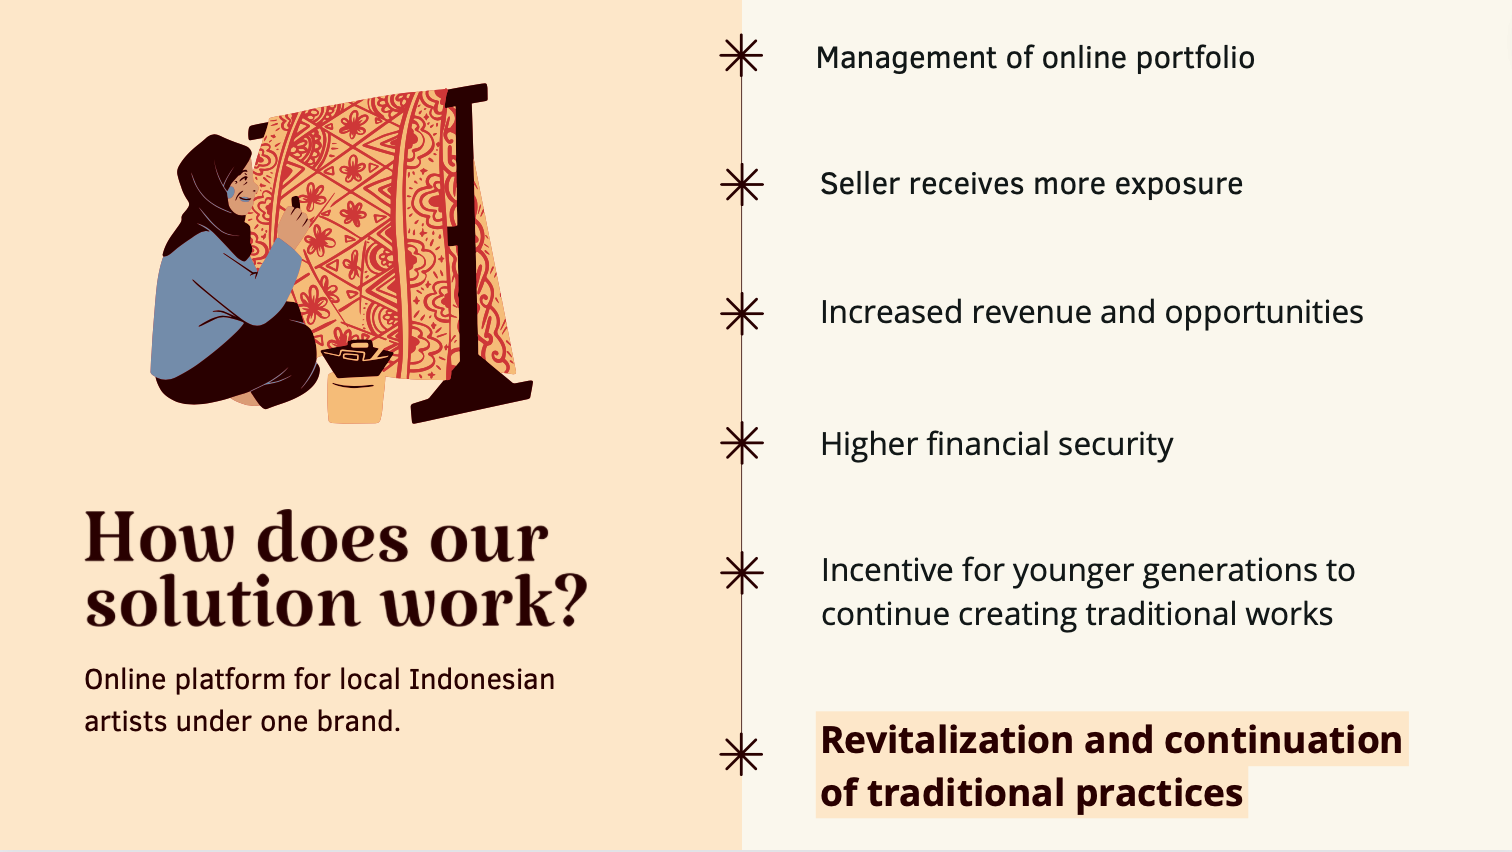 How does our
solution work?
Online platform for local Indonesian
artists under one brand.
Management of online portfolio
Seller receives more exposure
Increased revenue and opportunities
Higher financial security
Incentive for younger generations to
continue creating traditional works
Revitalization and continuation
of traditional practices